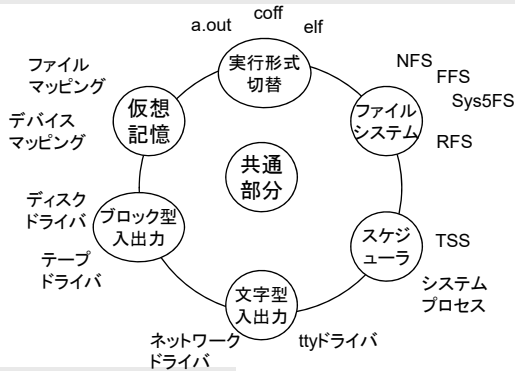 a.out
coff
elf
実行形式
切替
ファイル
マッピング
仮想
記憶
デバイス
マッピング
NFS
FFS
Sys5FS
ファイル
システム
RFS
共通
部分
ディスク
ドライバ
ブロック型
入出力
テープ
ドライバ
スケジ
ューラ
TSS
システム
プロセス
文字型
入出力
ネットワーク
ドライバ
ttyドライバ